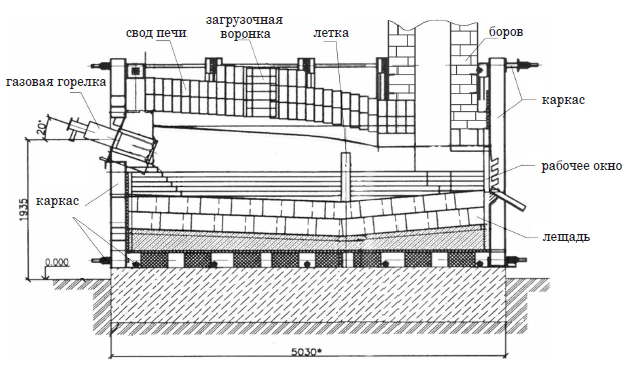 загрузочная
воронка
свод печи
летка
боров
газовая горелка
каркас
20°
рабочее окно
каркас
1935
лещадь
0.000
5030*